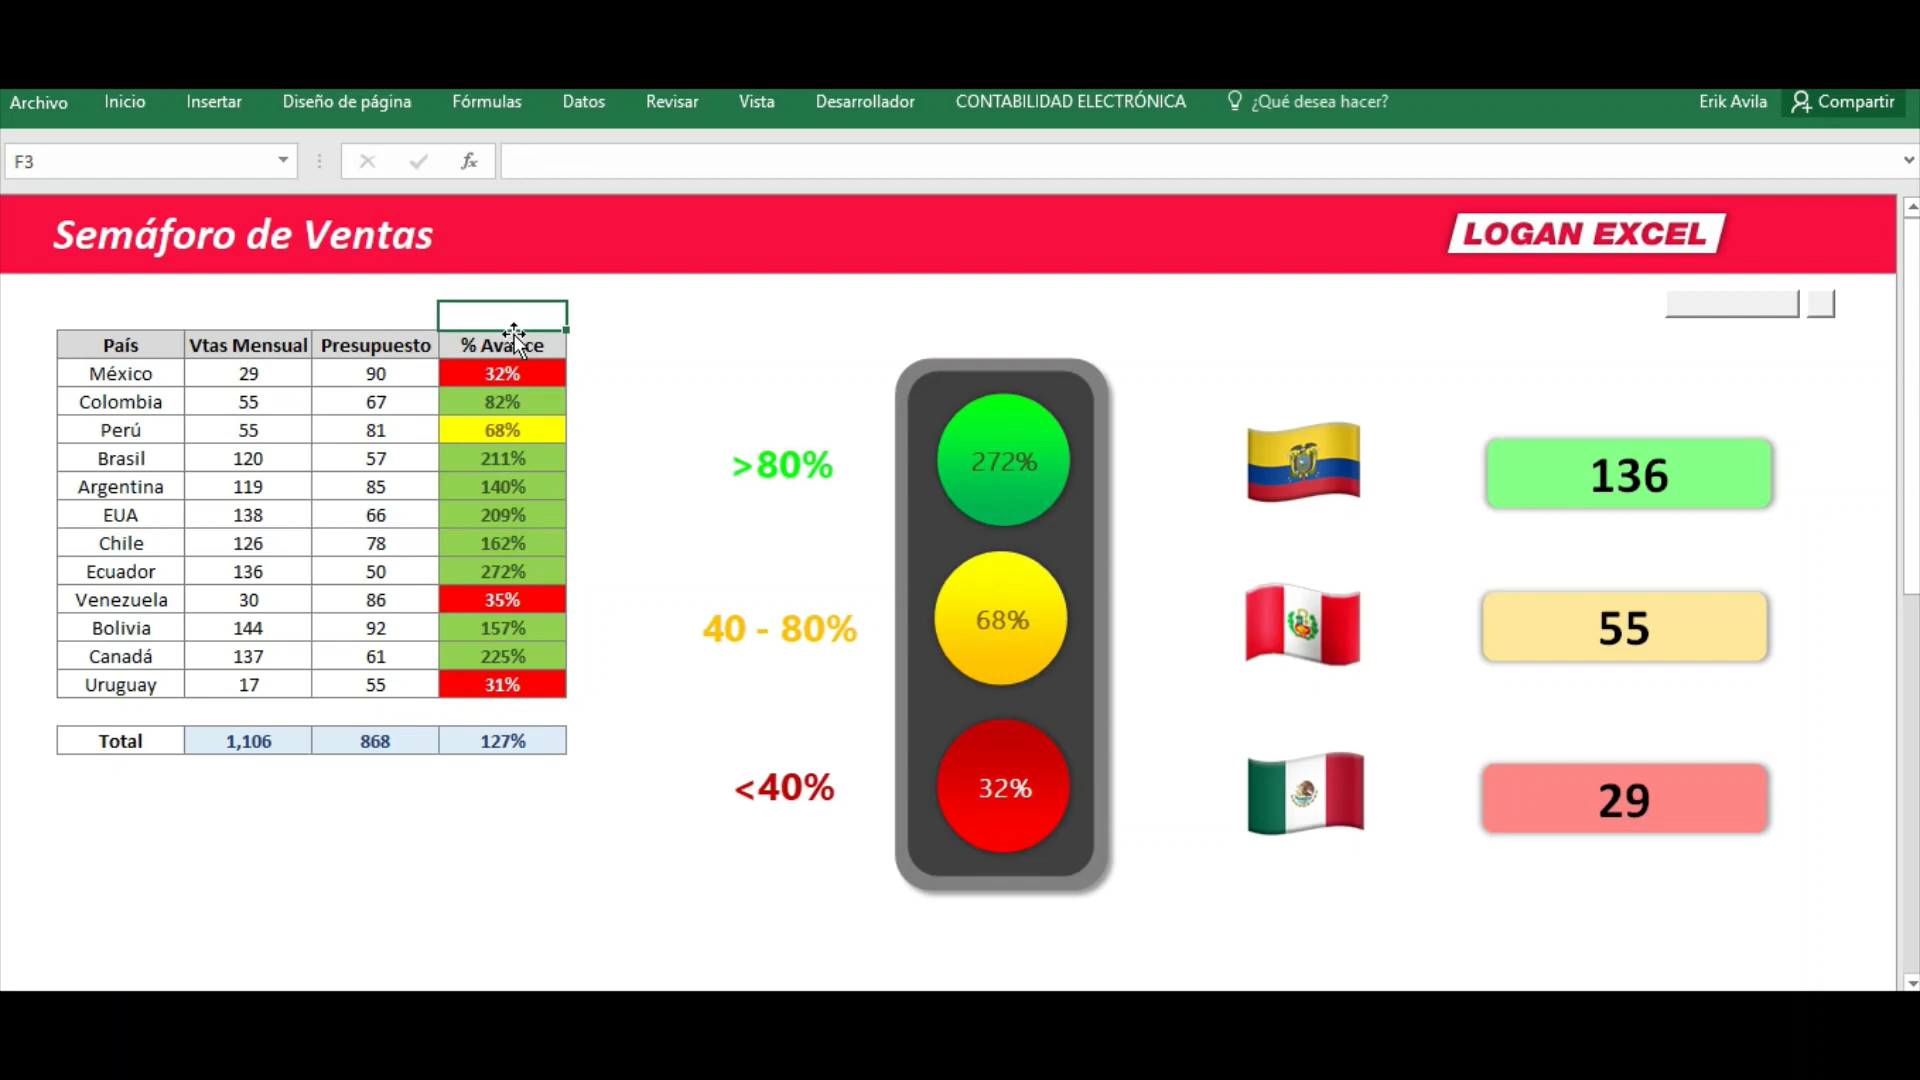 Archivo Inicio Insertar Diseño de página Fórmulas Datos Revisar Vista Desarrollador CONTABILIDAD ELECTRÓNICA ¿Qué desea hacer? Erik Avila Compartir
F3 fx
Semáforo de Ventas LOGAN EXCEL
País Vtas Mensual Presupuesto % Avance
México 29 90 32%
Colombia 55 67 82%
Perú 55 81 68%
Brasil 120 57 211%
Argentina 119 85 140%
EUA 138 66 209%
Chile 126 78 162%
Ecuador 136 50 272%
Venezuela 30 86 35%
Bolivia 144 92 157%
Canadá 137 61 225%
Uruguay 17 55 31%
Total 1,106 868 127%
>80% 272% 136
40 - 80% 68% 55
<40% 32% 29